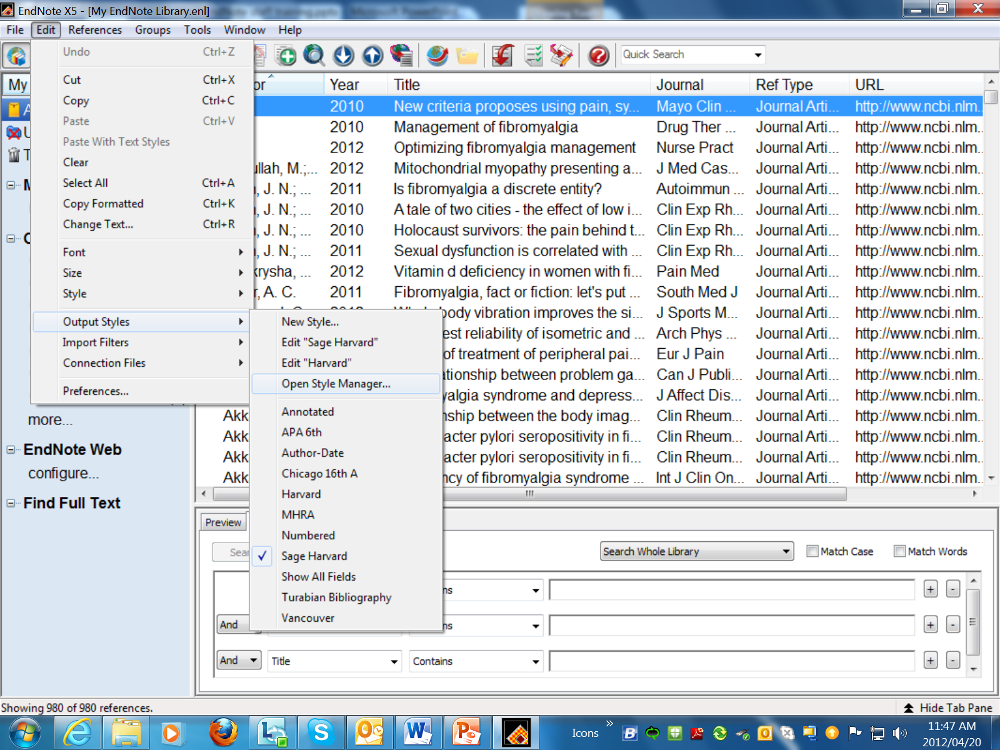 EndNote X5 - [My EndNote Library.enl]
File Edit References Groups Tools Window Help
Undo Ctrl+Z
Cut Ctrl+X
Copy Ctrl+C
Paste Ctrl+V
Paste With Text Styles
Clear
Select All Ctrl+A
Copy Formatted Ctrl+K
Change Text... Ctrl+R
Font
Size
Style
Output Styles
Import Filters
Connection Files
Preferences...
New Style...
Edit "Sage Harvard"
Edit "Harvard"
Open Style Manager...
Annotated
APA 6th
Author-Date
Chicago 16th A
Harvard
MHRA
Numbered
Sage Harvard
Show All Fields
Turabian Bibliography
Vancouver
Quick Search
My
more...
EndNote Web
configure...
Find Full Text
or Year Title Journal Ref Type URL
2010 New criteria proposes using pain, sy... Mayo Clin ... Journal Arti... http://www.ncbi.nlm..
2010 Management of fibromyalgia Drug Ther ... Journal Arti... http://www.ncbi.nlm..
2012 Optimizing fibromyalgia management Nurse Pract Journal Arti... http://www.ncbi.nlm..
ullah, M.;... 2012 Mitochondrial myopathy presenting a... J Med Cas... Journal Arti... http://www.ncbi.nlm..
, J. N.; ... 2011 Is fibromyalgia a discrete entity? Autoimmun ... Journal Arti... http://www.ncbi.nlm..
, J. N.; ... 2010 A tale of two cities - the effect of low i... Clin Exp Rh... Journal Arti... http://www.ncbi.nlm..
, J. N.; ... 2010 Holocaust survivors: the pain behind t... Clin Exp Rh... Journal Arti... http://www.ncbi.nlm..
, J. N.; ... 2011 Sexual dysfunction is correlated with ... Clin Exp Rh... Journal Arti... http://www.ncbi.nlm..
krysha, ... 2012 Vitamin d deficiency in women with fi... Pain Med Journal Arti... http://www.ncbi.nlm..
r, A. C. 2011 Fibromyalgia, fact or fiction: let's put ... South Med J Journal Arti... http://www.ncbi.nlm..
body vibration improves the si... J Sports M... Journal Arti... http://www.ncbi.nlm..
est reliability of isometric and ... Arch Phys ... Journal Arti... http://www.ncbi.nlm..
of treatment of peripheral pai... Eur J Pain Journal Arti... http://www.ncbi.nlm..
ationship between problem ga... Can J Publi... Journal Arti... http://www.ncbi.nlm..
yalgia syndrome and depress... J Affect Dis... Journal Arti... http://www.ncbi.nlm..
Akk nship between the body imag... Clin Rheum... Journal Arti... http://www.ncbi.nlm..
Akk acter pylori seropositivity in fi... Clin Rheum... Journal Arti... http://www.ncbi.nlm..
Akk acter pylori seropositivity in fi... Clin Rheum... Journal Arti... http://www.ncbi.nlm..
Akk ncy of fibromyalgia syndrome ... Int J Clin On... Journal Arti... http://www.ncbi.nlm..
Preview
Sear Search Whole Library Match Case Match Words
ns + -
And ns + -
And Title Contains + -
Showing 980 of 980 references. Hide Tab Pane
Icons 11:47 AM
2012/04/20